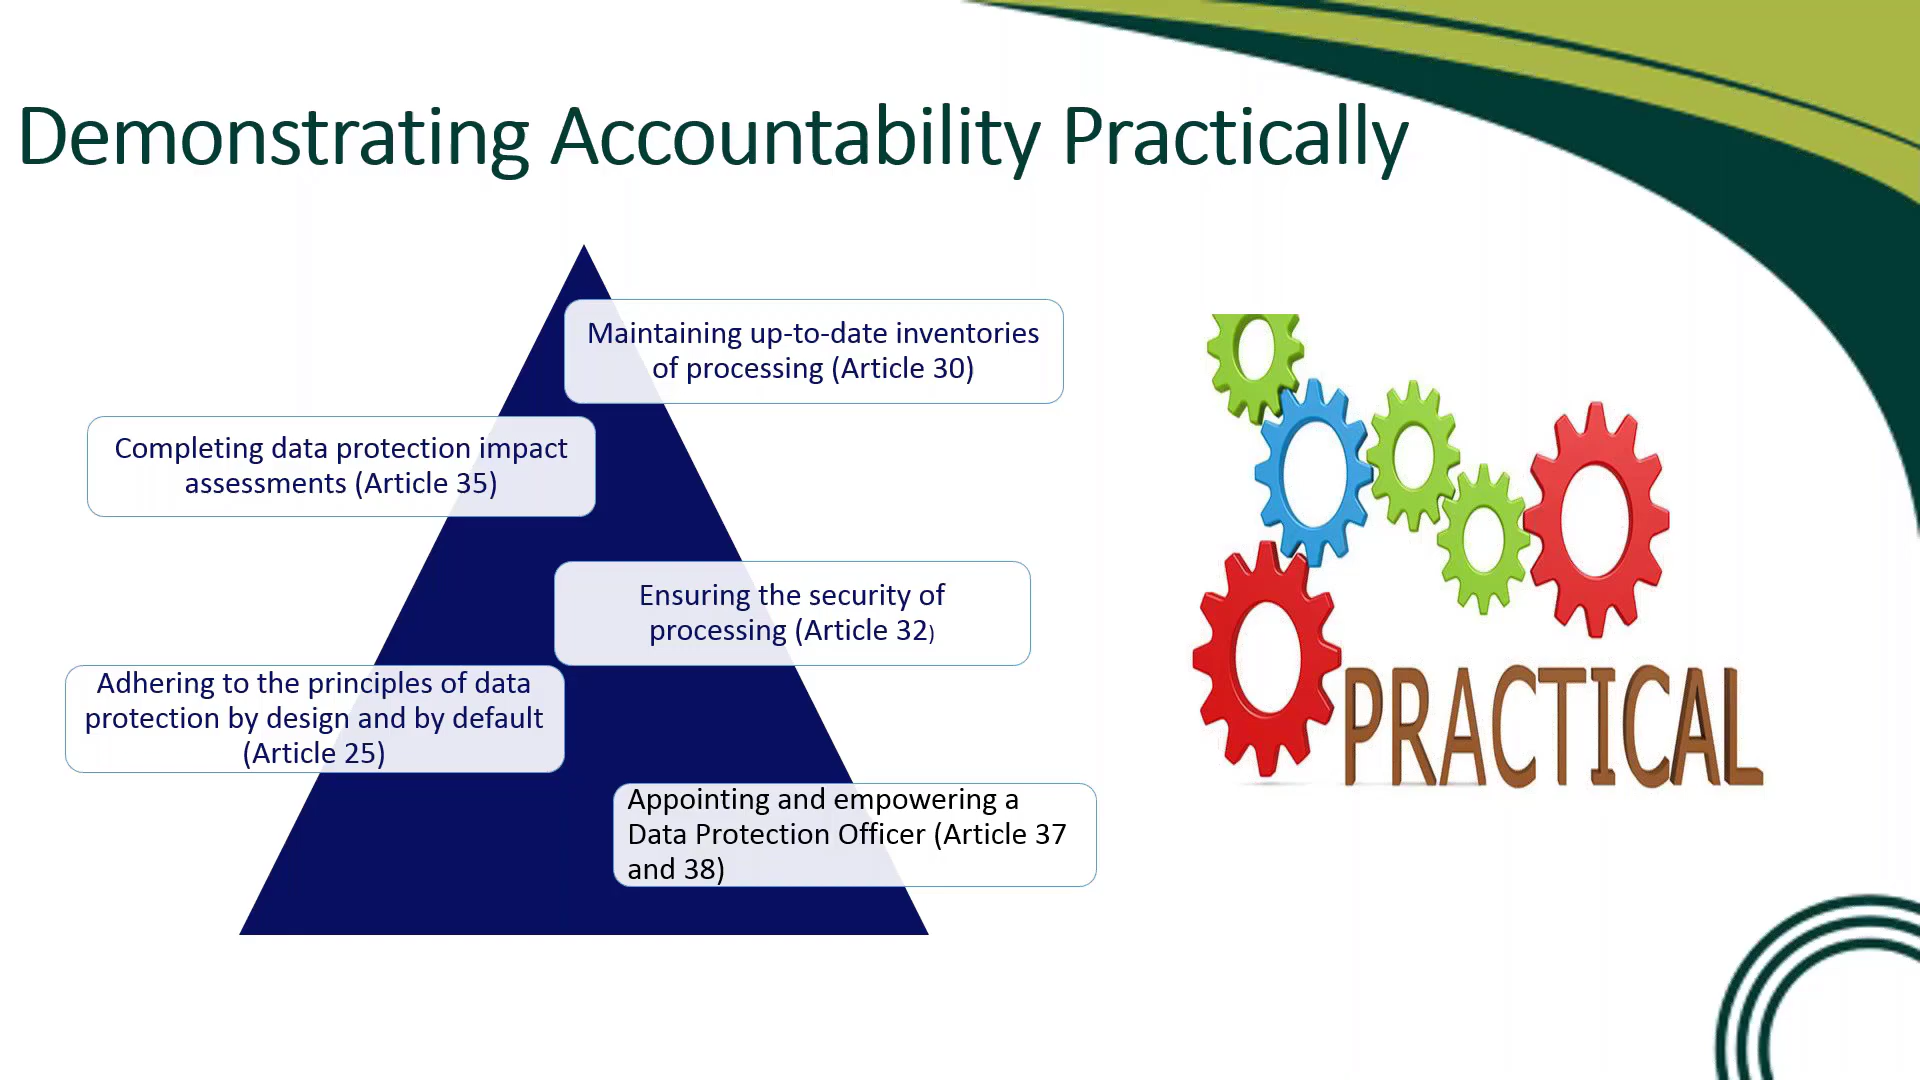 Demonstrating Accountability Practically
Maintaining up-to-date inventories
of processing (Article 30)
Completing data protection impact
assessments (Article 35)
Ensuring the security of
processing (Article 32)
Adhering to the principles of data
protection by design and by default
(Article 25)
Appointing and empowering a
Data Protection Officer (Article 37
and 38)
PRACTICAL